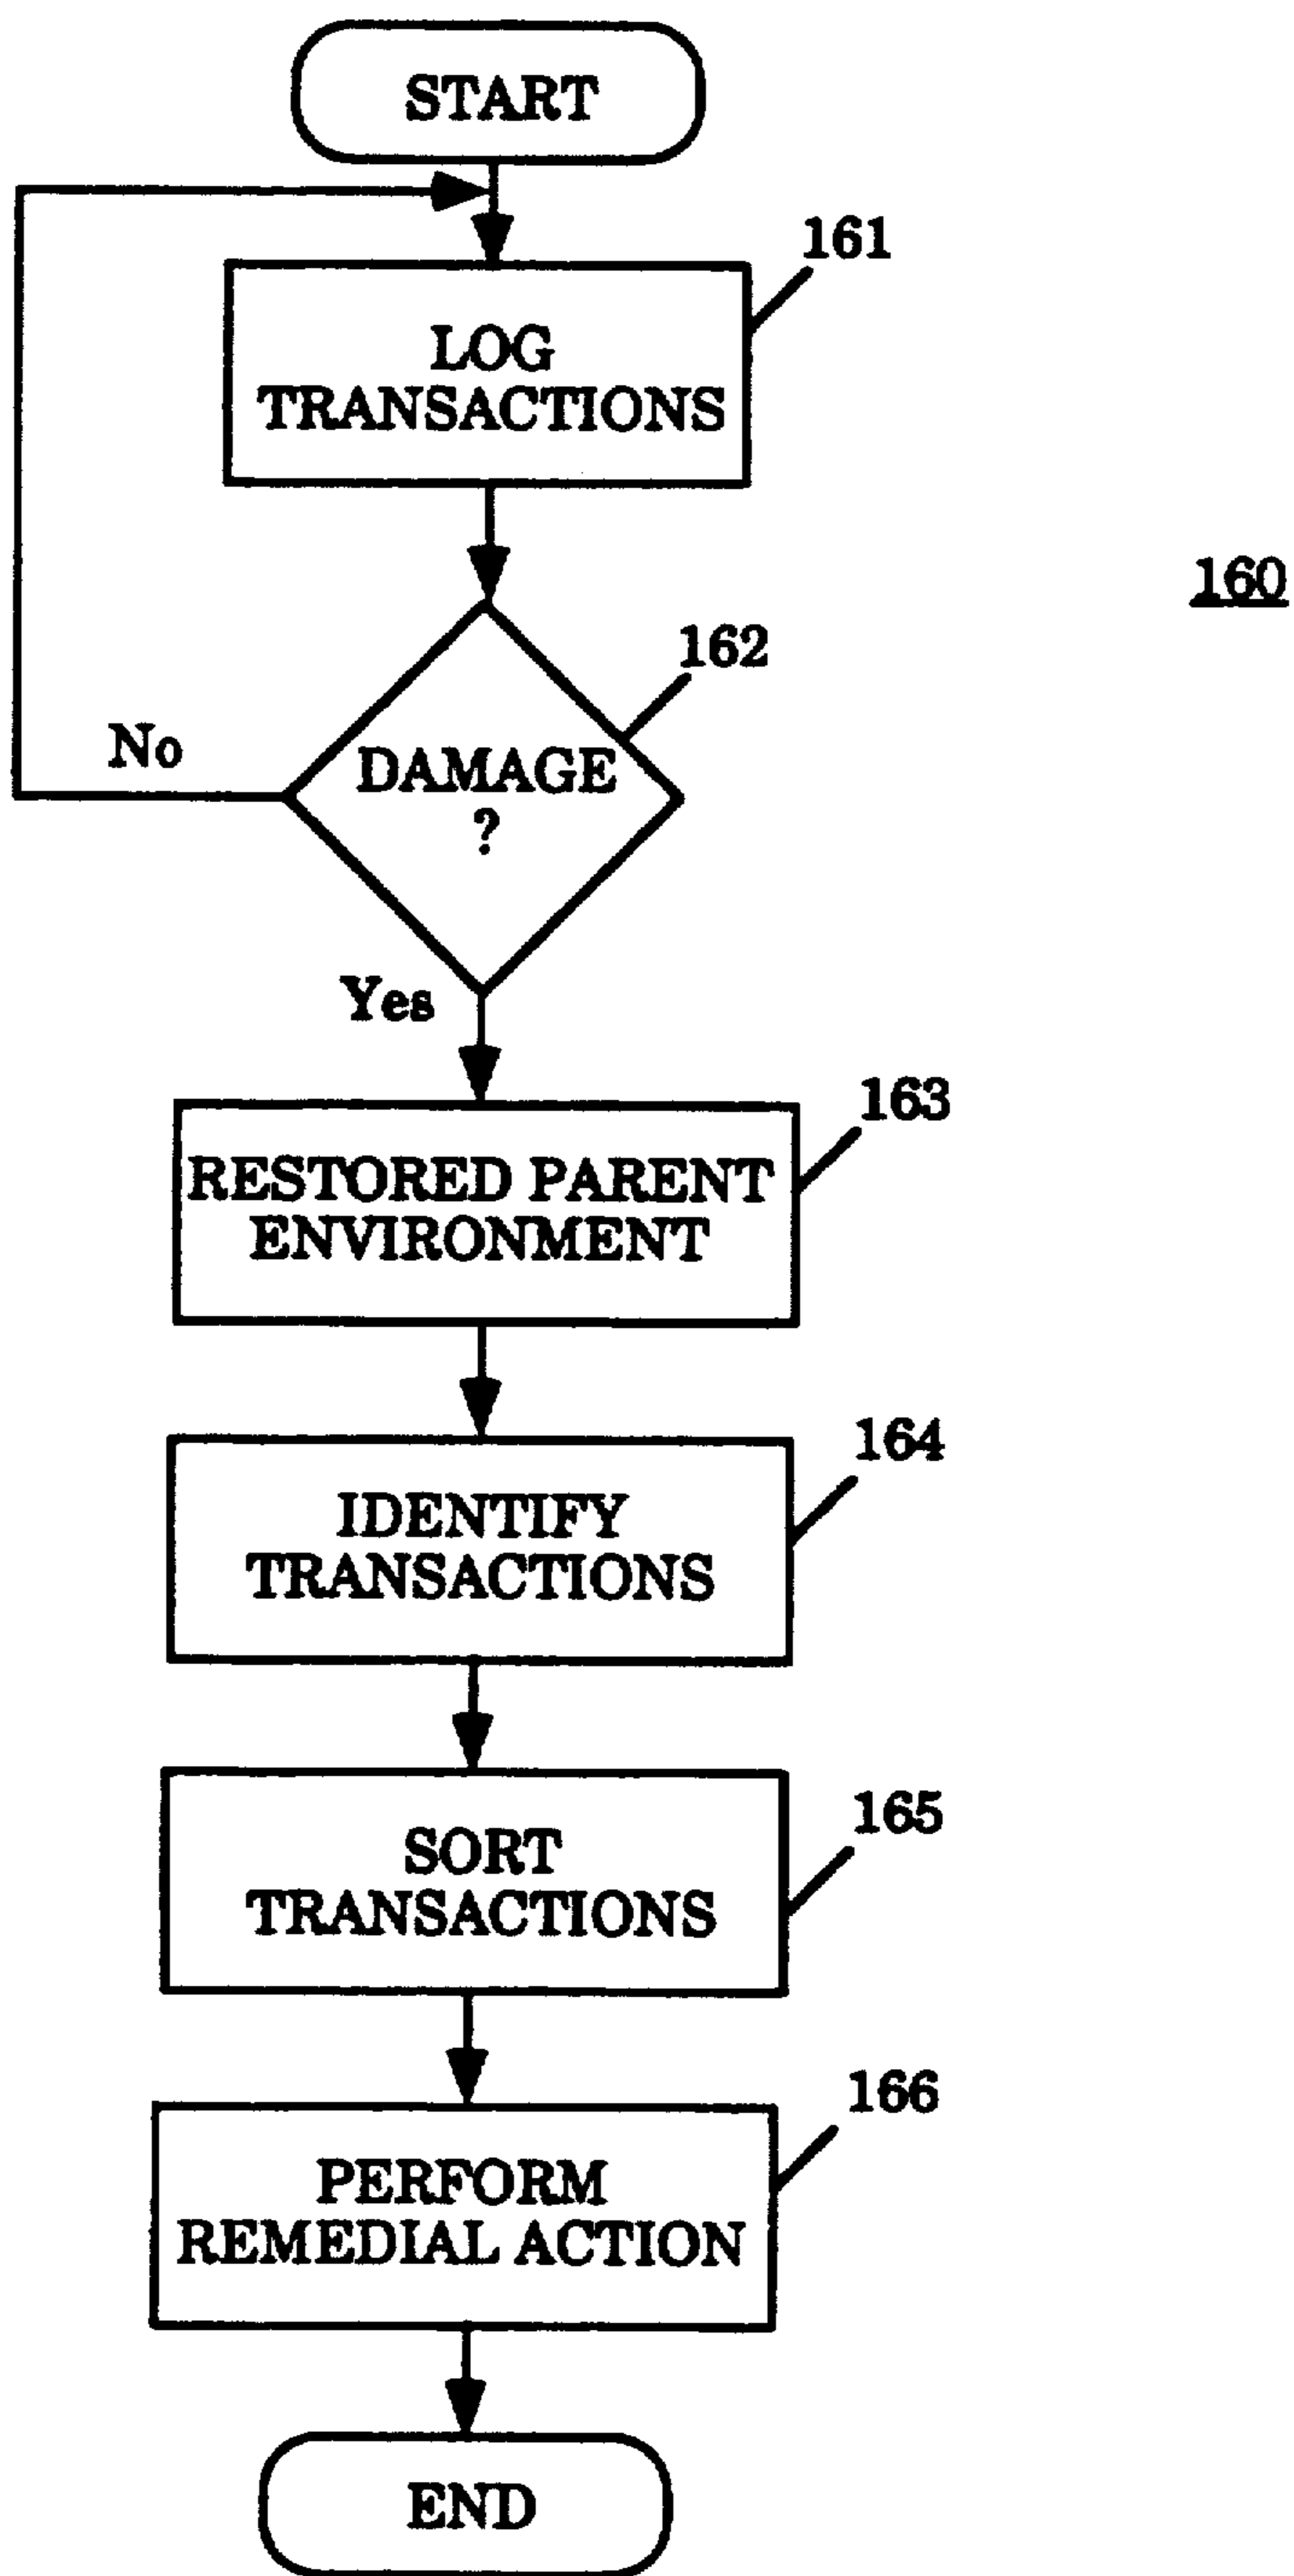 START
161
LOG
TRANSACTIONS
160
162
No
DAMAGE
?
Yes
163
RESTORED PARENT
ENVIRONMENT
164
IDENTIFY
TRANSACTIONS
165
SORT
TRANSACTIONS
166
PERFORM
REMEDIAL ACTION
END